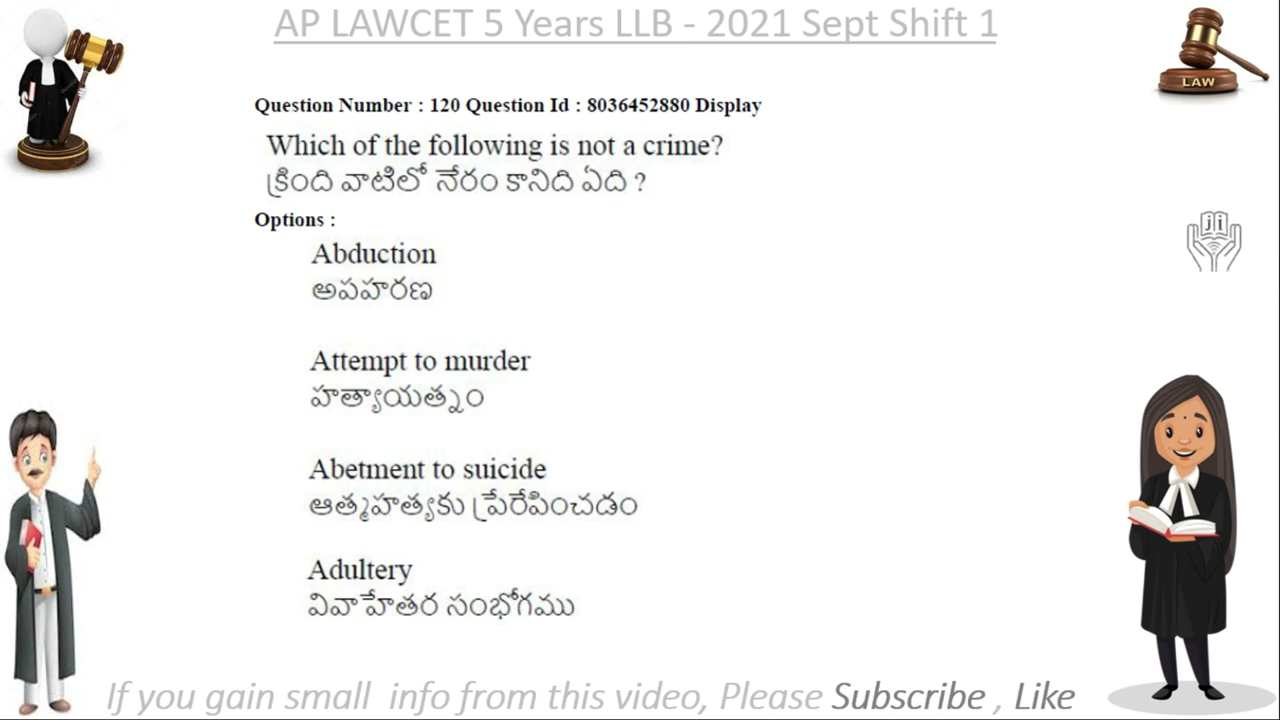 AP LAWCET 5 Years LLB - 2021 Sept Shift 1
LAW
Question Number : 120 Question Id : 8036452880 Display
Which of the following is not a crime?
క్రింది వాటిలో నేరం కానిది ఏది ?
Options :
Abduction
అపహరణ
Attempt to murder
హత్యాయత్నం
Abetment to suicide
ఆత్మహత్యకు ప్రేరేపించడం
Adultery
వివాహేతర సంభోగము
ji
If you gain small info from this video, Please Subscribe , Like